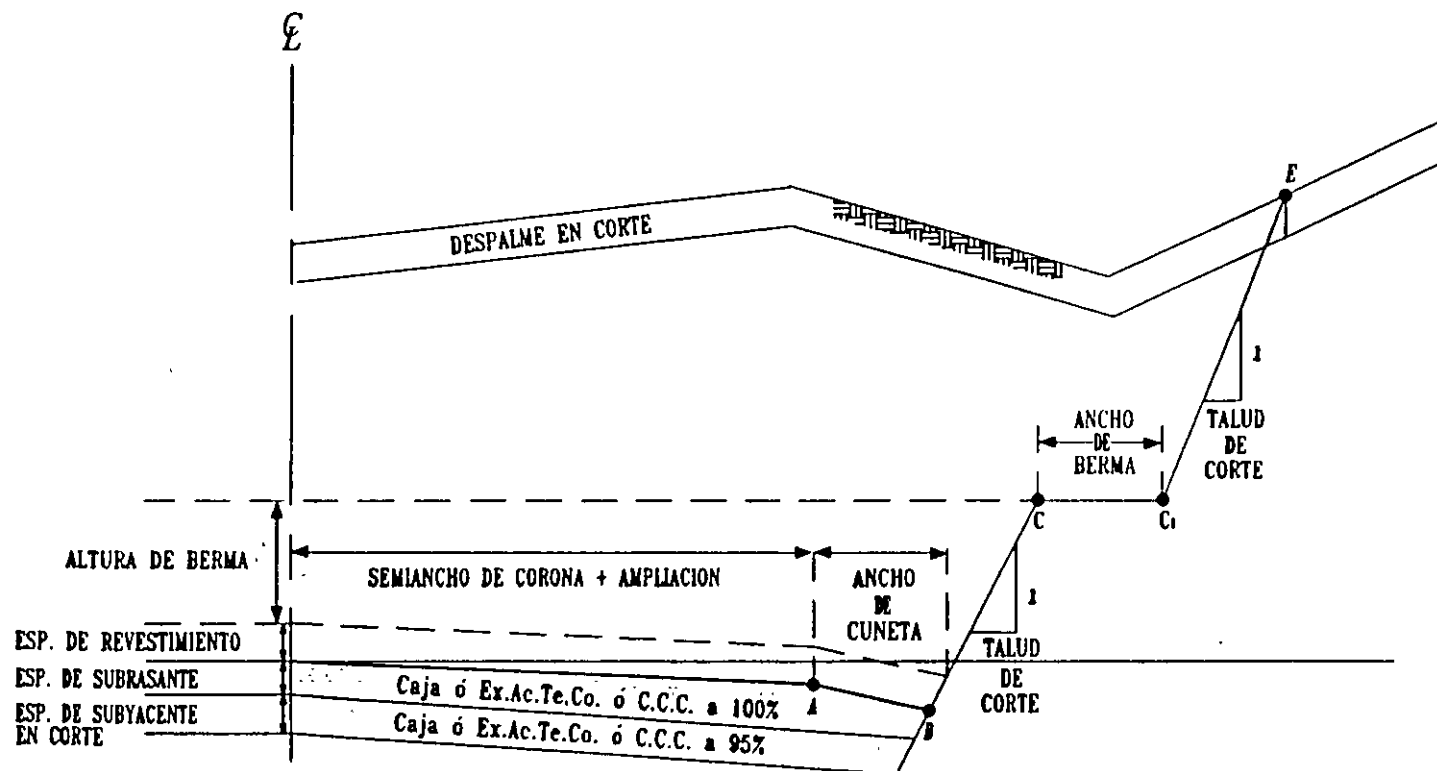 ℄
E
DESPALME EN CORTE
1
ANCHO
DE
BERMA
TALUD
DE
CORTE
C
C₁
ALTURA DE BERMA
SEMIANCHO DE CORONA + AMPLIACION
ANCHO
DE
CUNETA
1
TALUD
DE
CORTE
ESP. DE REVESTIMIENTO
ESP. DE SUBRASANTE
ESP. DE SUBYACENTE
EN CORTE
Caja ó Ex.Ac.Te.Co. ó C.C.C. a 100%
A
B
Caja ó Ex.Ac.Te.Co. ó C.C.C. a 95%